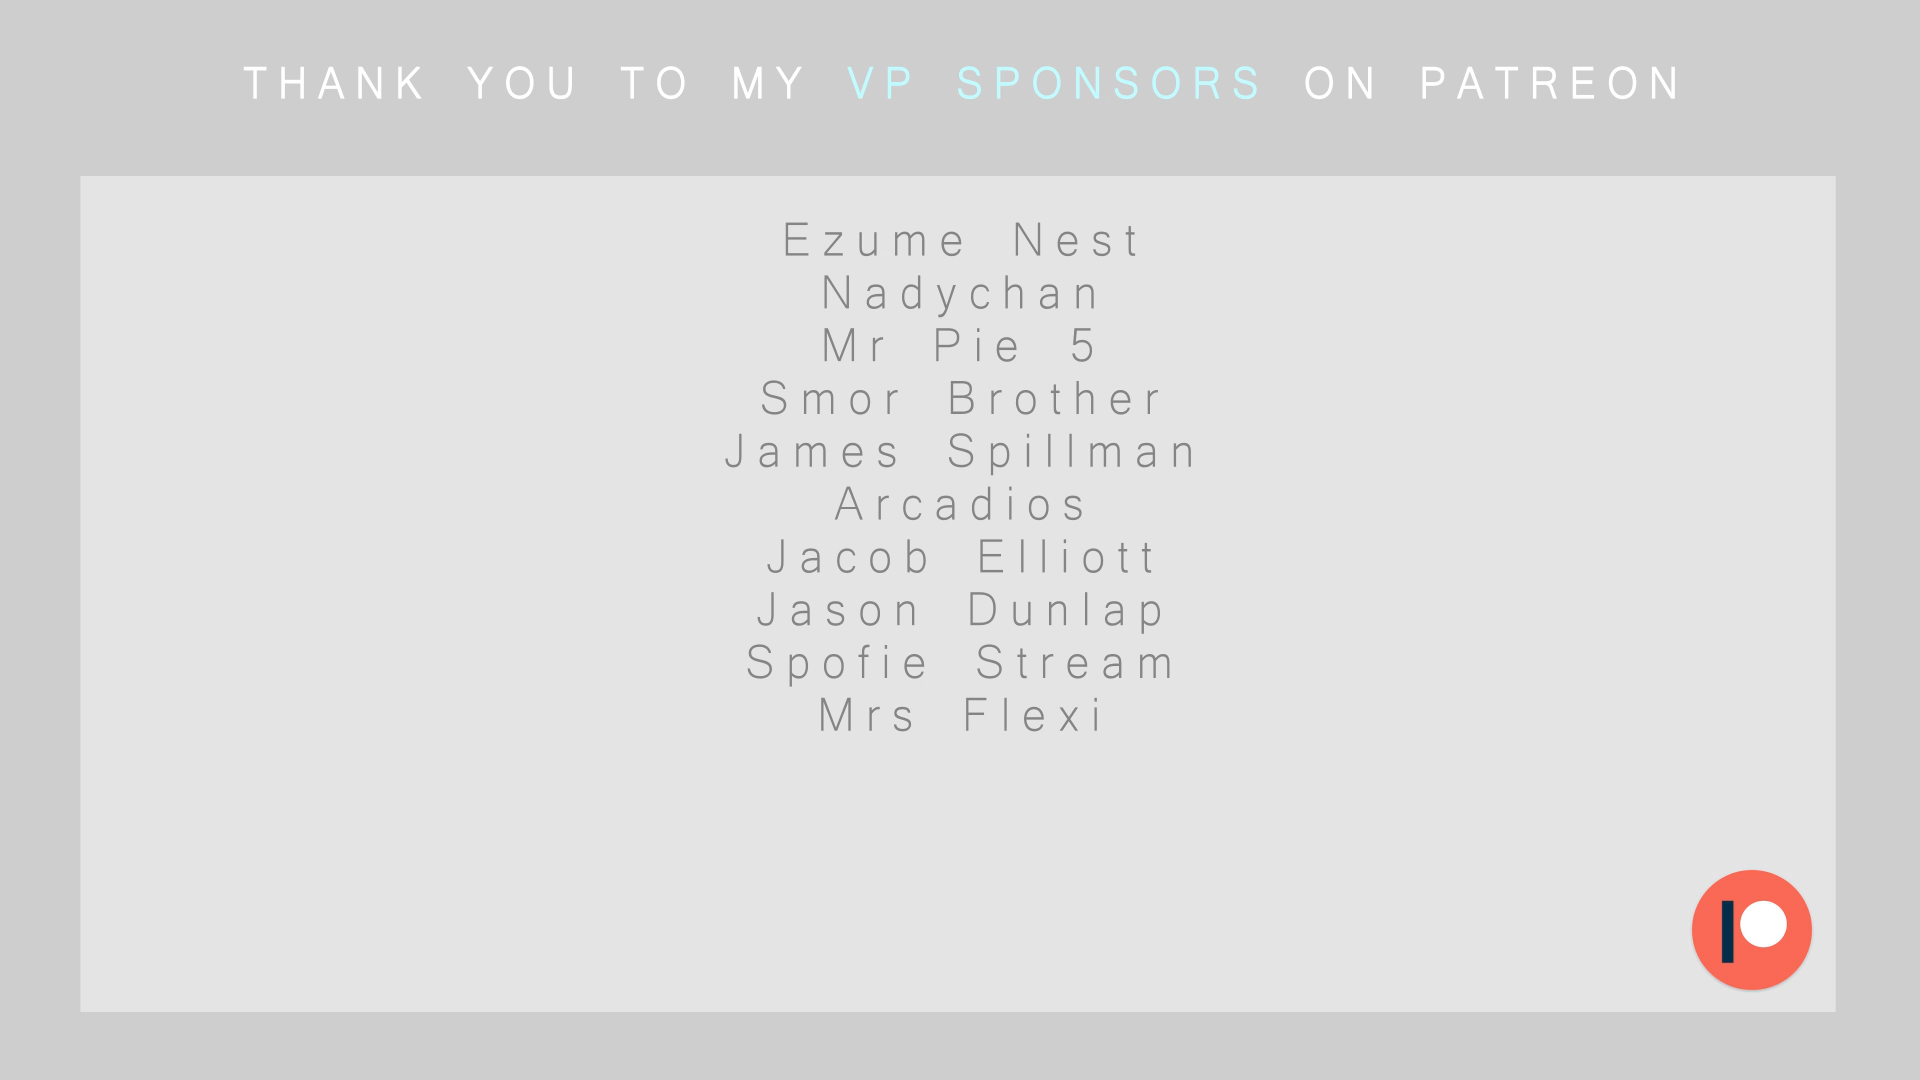 THANK YOU TO MY VP SPONSORS ON PATREON
Ezume Nest
Nadychan
Mr Pie 5
Smor Brother
James Spillman
Arcadios
Jacob Elliott
Jason Dunlap
Spofie Stream
Mrs Flexi